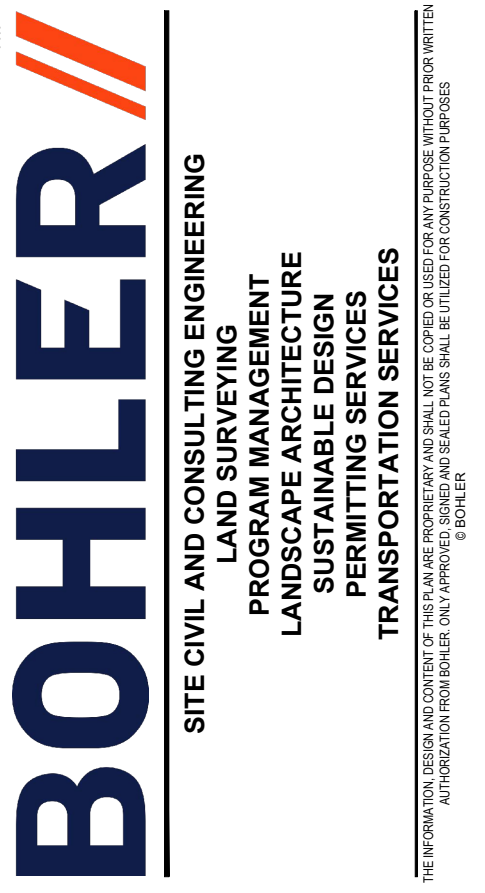 BOHLER//
SITE CIVIL AND CONSULTING ENGINEERING
LAND SURVEYING
PROGRAM MANAGEMENT
LANDSCAPE ARCHITECTURE
SUSTAINABLE DESIGN
PERMITTING SERVICES
TRANSPORTATION SERVICES
THE INFORMATION, DESIGN AND CONTENT OF THIS PLAN ARE PROPRIETARY AND SHALL NOT BE COPIED OR USED FOR ANY PURPOSE WITHOUT PRIOR WRITTEN
AUTHORIZATION FROM BOHLER. ONLY APPROVED, SIGNED AND SEALED PLANS SHALL BE UTILIZED FOR CONSTRUCTION PURPOSES
© BOHLER